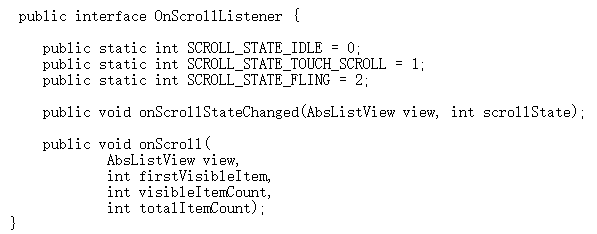 public interface OnScrollListener {
public static int SCROLL_STATE_IDLE = 0;
public static int SCROLL_STATE_TOUCH_SCROLL = 1;
public static int SCROLL_STATE_FLING = 2;
public void onScrollStateChanged(AbsListView view, int scrollState);
public void onScroll(
AbsListView view,
int firstVisibleItem,
int visibleItemCount,
int totalItemCount);
}